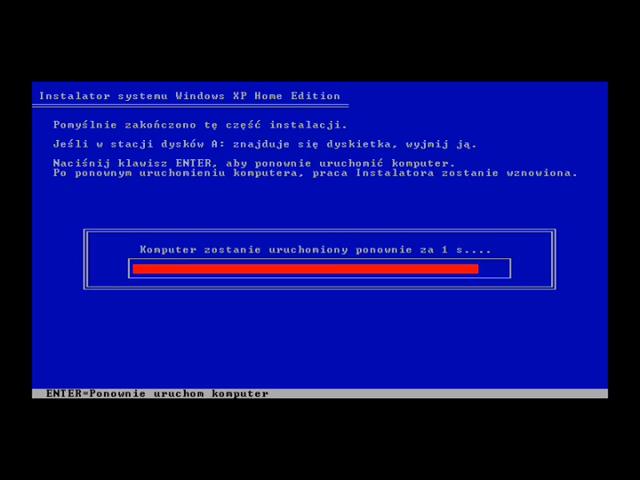 Instalator systemu Windows XP Home Edition
Pomyślnie zakończono tę część instalacji.
Jeśli w stacji dysków A: znajduje się dyskietka, wyjmij ją.
Naciśnij klawisz ENTER, aby ponownie uruchomić komputer.
Po ponownym uruchomieniu komputera, praca Instalatora zostanie wznowiona.
Komputer zostanie uruchomiony ponownie za 1 s....
ENTER=Ponownie uruchom komputer